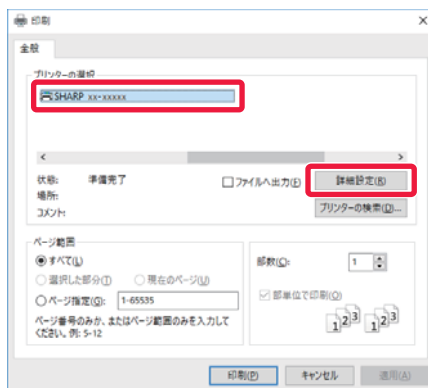 印刷
全般
プリンターの選択
SHARP xx-xxxxx
状態: 準備完了
ファイルへ出力(F)
詳細設定(R)
場所:
コメント:
プリンターの検索(D)...
ページ範囲
すべて(L)
選択した部分(T) 現在のページ(U)
ページ指定(G): 1-65535
ページ番号のみか、またはページ範囲のみを入力して
ください。例: 5-12
部数(C): 1
部単位で印刷(O)
1 2 3 1 2 3
印刷(P) キャンセル 適用(A)